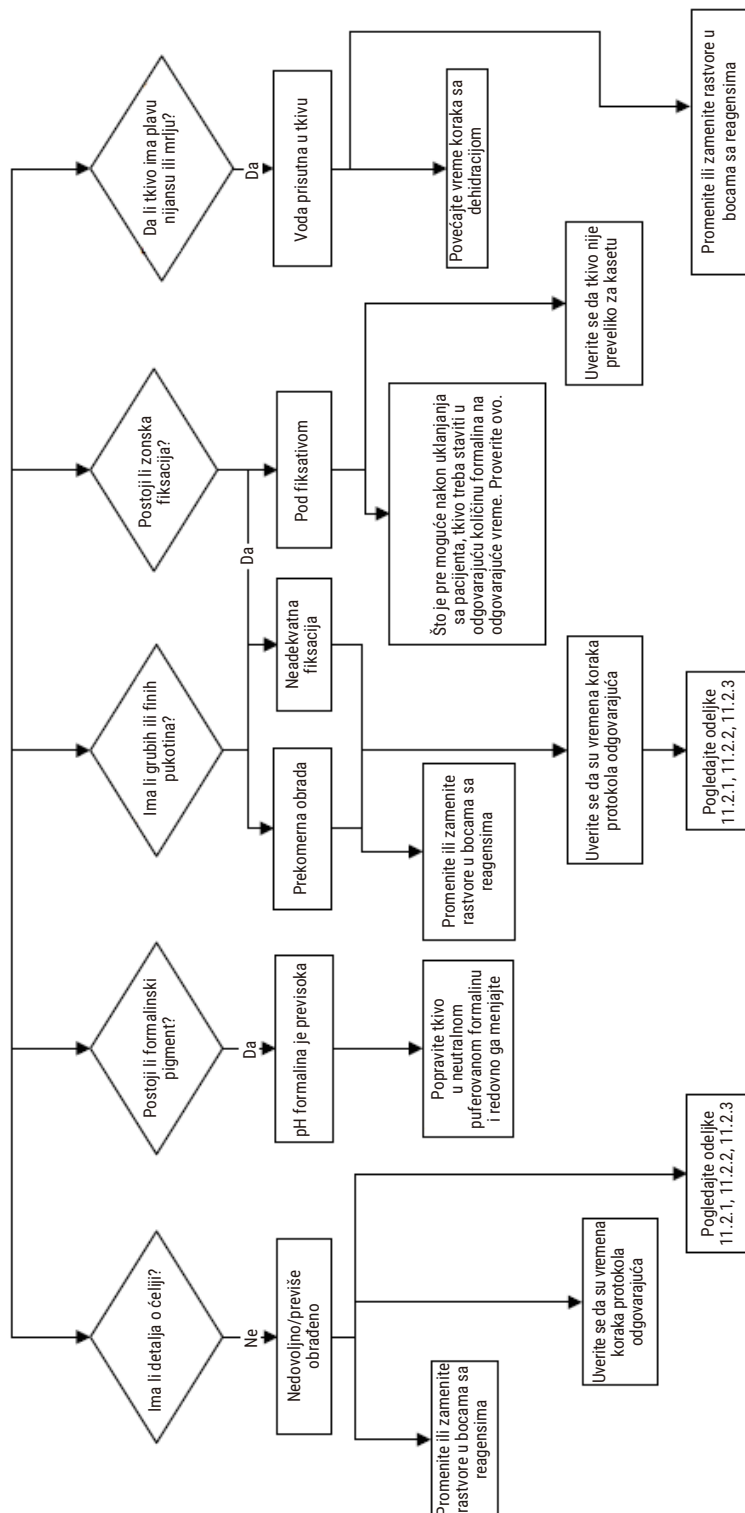 Ima li detalja o ćeliji?
Ne
Nedovoljno/previše
obrađeno
Promenite ili zamenite
rastvore u bocama sa
reagensima
Uverite se da su vremena
koraka protokola
odgovarajuća
Pogledajte odeljke
11.2.1, 11.2.2, 11.2.3
Postoji li formalinski
pigment?
Da
pH formalina je previsoka
Popravite tkivo
u neutralnom
puferovanom formalinu
i redovno ga menjajte
Ima li grubih ili finih
pukotina?
Prekomerna obrada
Neadekvatna
fiksacija
Promenite ili zamenite
rastvore u bocama sa
reagensima
Uverite se da su vremena koraka
protokola odgovarajuća
Pogledajte odeljke
11.2.1, 11.2.2, 11.2.3
Postoji li zonska
fiksacija?
Da
Pod fiksativom
Što je pre moguće nakon uklanjanja
sa pacijenta, tkivo treba staviti u
odgovarajuću količinu formalina na
odgovarajuće vreme. Proverite ovo.
Uverite se da tkivo nije
preveliko za kasetu
Da li tkivo ima plavu
nijansu ili mrlju?
Da
Voda prisutna u tkivu
Povećajte vreme koraka sa
dehidracijom
Promenite ili zamenite rastvore u
bocama sa reagensima